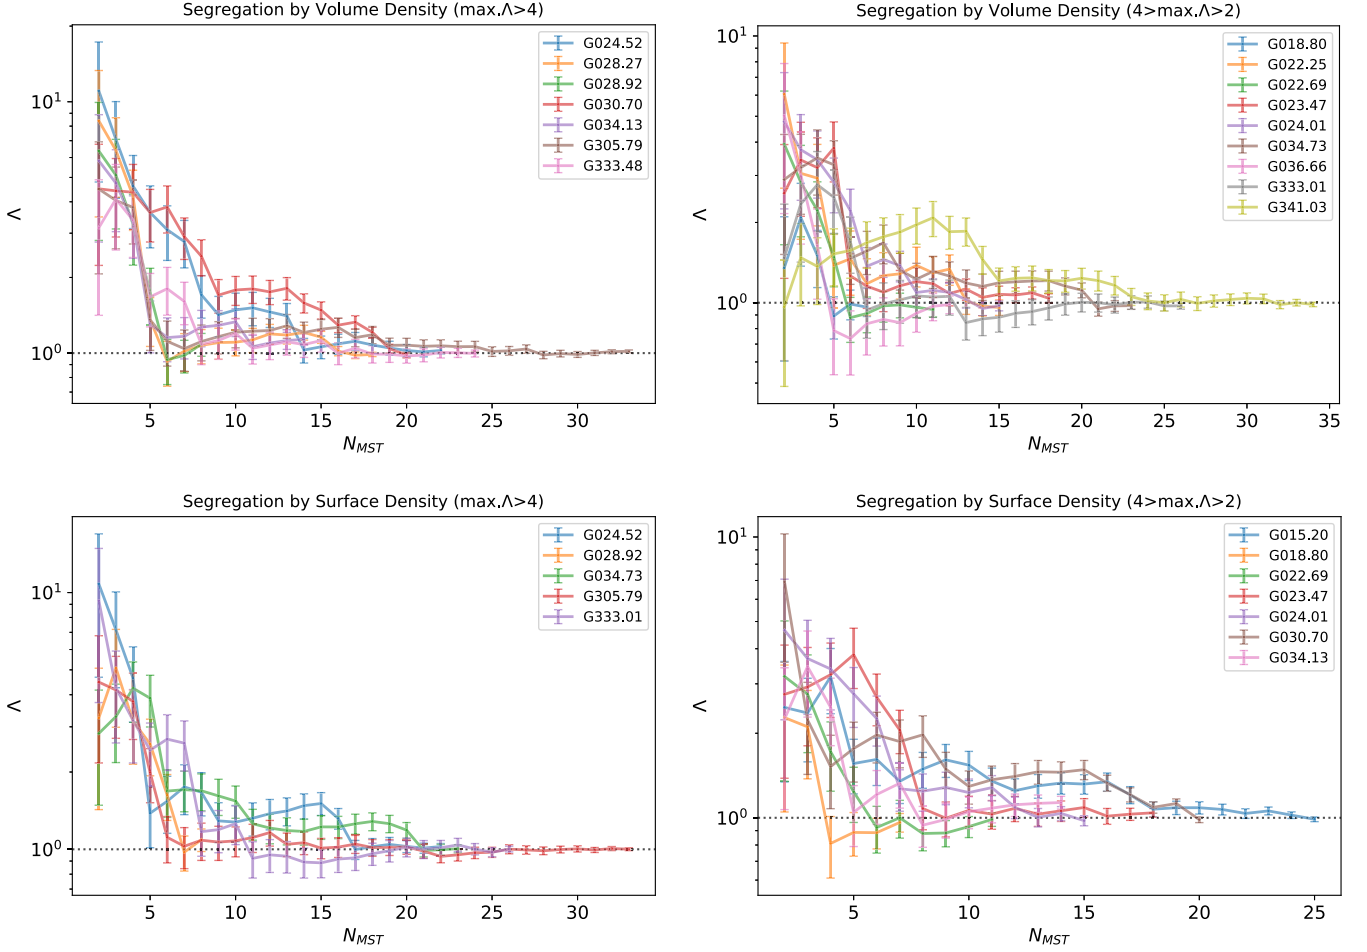 Segregation by Volume Density (max.Λ>4)
10¹
10⁰
Λ
5 10 15 20 25 30
N_MST
G024.52
G028.27
G028.92
G030.70
G034.13
G305.79
G333.48
Segregation by Volume Density (4>max.Λ>2)
10¹
10⁰
Λ
5 10 15 20 25 30 35
N_MST
G018.80
G022.25
G022.69
G023.47
G024.01
G034.73
G036.66
G333.01
G341.03
Segregation by Surface Density (max.Λ>4)
10¹
10⁰
Λ
5 10 15 20 25 30
N_MST
G024.52
G028.92
G034.73
G305.79
G333.01
Segregation by Surface Density (4>max.Λ>2)
10¹
10⁰
Λ
5 10 15 20 25
N_MST
G015.20
G018.80
G022.69
G023.47
G024.01
G030.70
G034.13